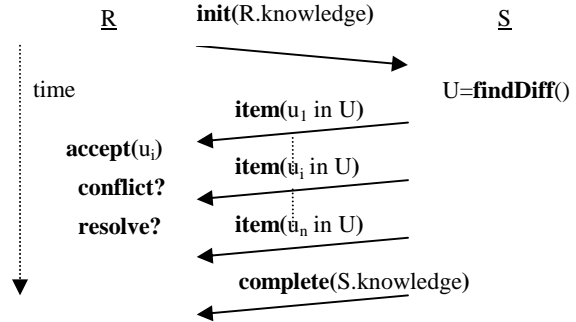 R
init(R.knowledge)
S
time
U=findDiff()
item(u1 in U)
accept(ui)
item(ui in U)
conflict?
resolve?
item(un in U)
complete(S.knowledge)